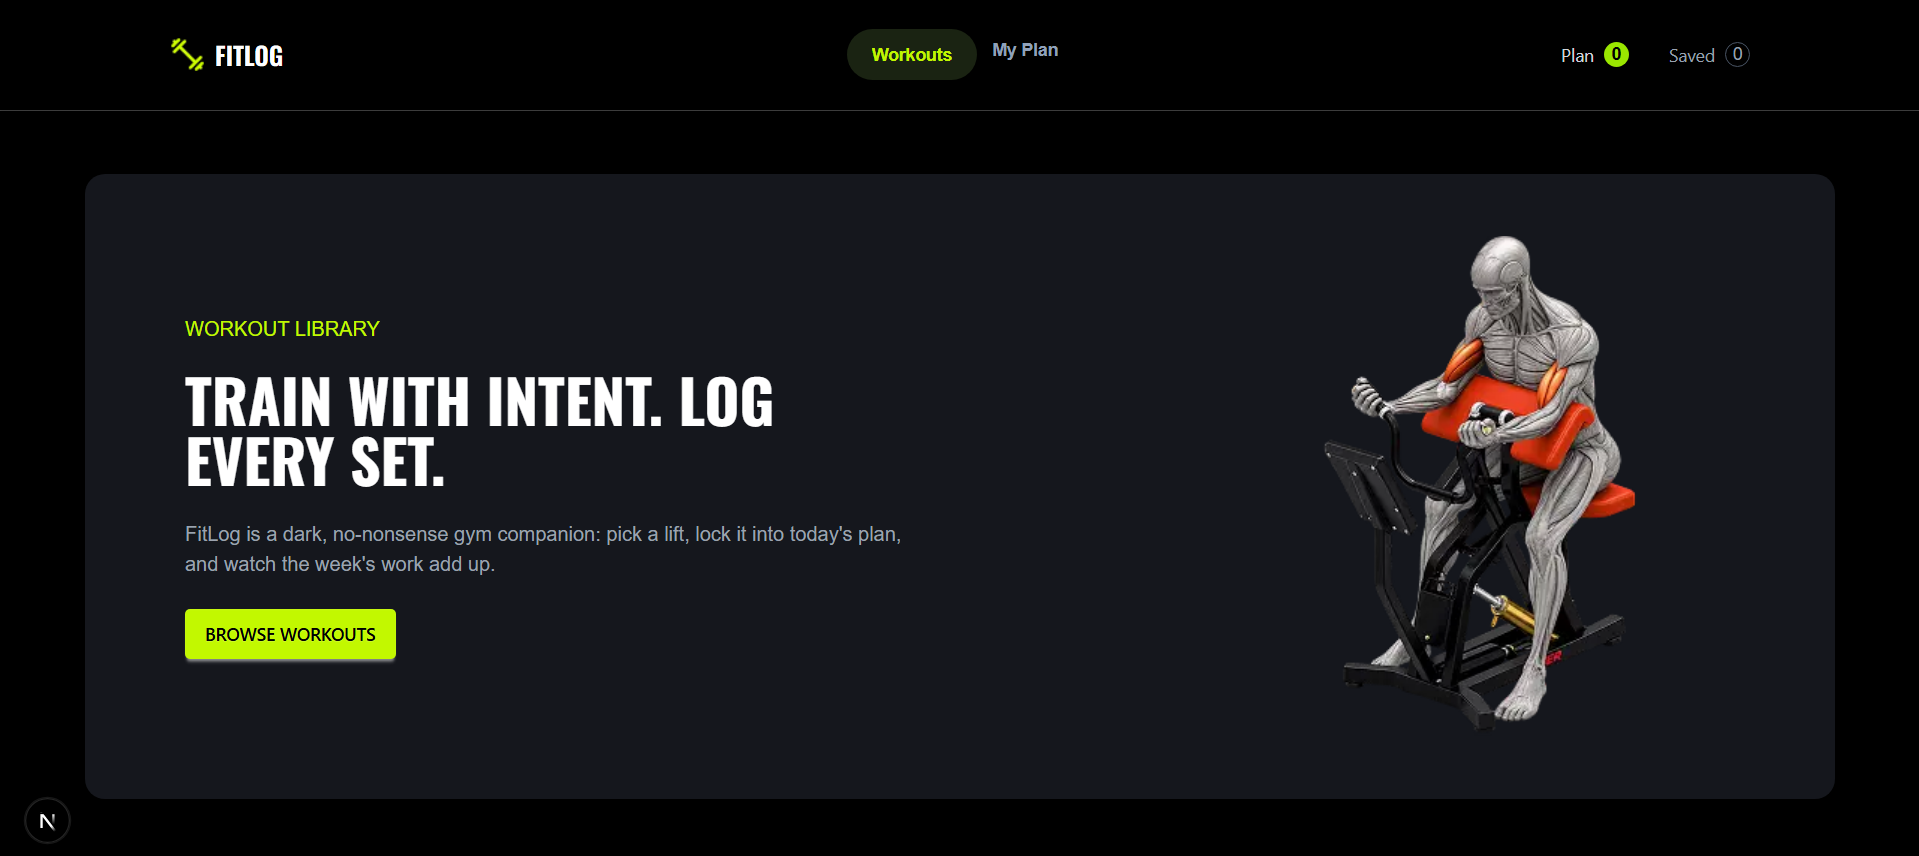 FITLOG
Workouts
My Plan
Plan 0
Saved 0
WORKOUT LIBRARY
TRAIN WITH INTENT. LOG
EVERY SET.
FitLog is a dark, no-nonsense gym companion: pick a lift, lock it into today's plan,
and watch the week's work add up.
BROWSE WORKOUTS
N